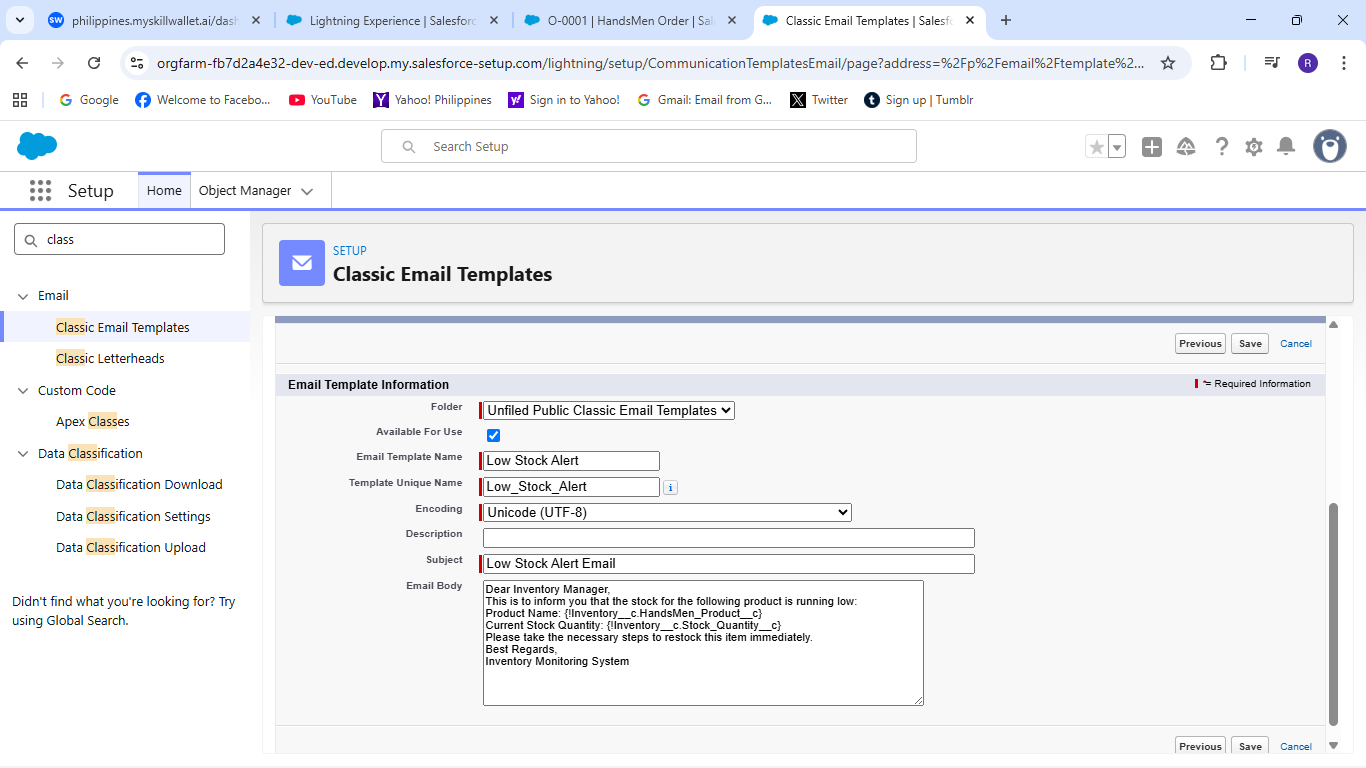 philippines.myskillwallet.ai/dash
Lightning Experience | Salesforc
O-0001 | HandsMen Order | Sal
Classic Email Templates | Salesf
orgfarm-fb7d2a4e32-dev-ed.develop.my.salesforce-setup.com/lightning/setup/CommunicationTemplatesEmail/page?address=%2Fp%2Femail%2Ftemplate%2...
R
Google
Welcome to Facebo...
YouTube
Yahoo! Philippines
Sign in to Yahoo!
Gmail: Email from G...
Twitter
Sign up | Tumblr
Search Setup
Setup
Home
Object Manager
class
Email
Classic Email Templates
Classic Letterheads
Custom Code
Apex Classes
Data Classification
Data Classification Download
Data Classification Settings
Data Classification Upload
Didn't find what you're looking for? Try
using Global Search.
SETUP
Classic Email Templates
Previous
Save
Cancel
Email Template Information
* = Required Information
Folder
Unfiled Public Classic Email Templates
Available For Use
Email Template Name
Low Stock Alert
Template Unique Name
Low_Stock_Alert
i
Encoding
Unicode (UTF-8)
Description
Subject
Low Stock Alert Email
Email Body
Dear Inventory Manager,
This is to inform you that the stock for the following product is running low:
Product Name: {!Inventory__c.HandsMen_Product__c}
Current Stock Quantity: {!Inventory__c.Stock_Quantity__c}
Please take the necessary steps to restock this item immediately.
Best Regards,
Inventory Monitoring System
Previous
Save
Cancel